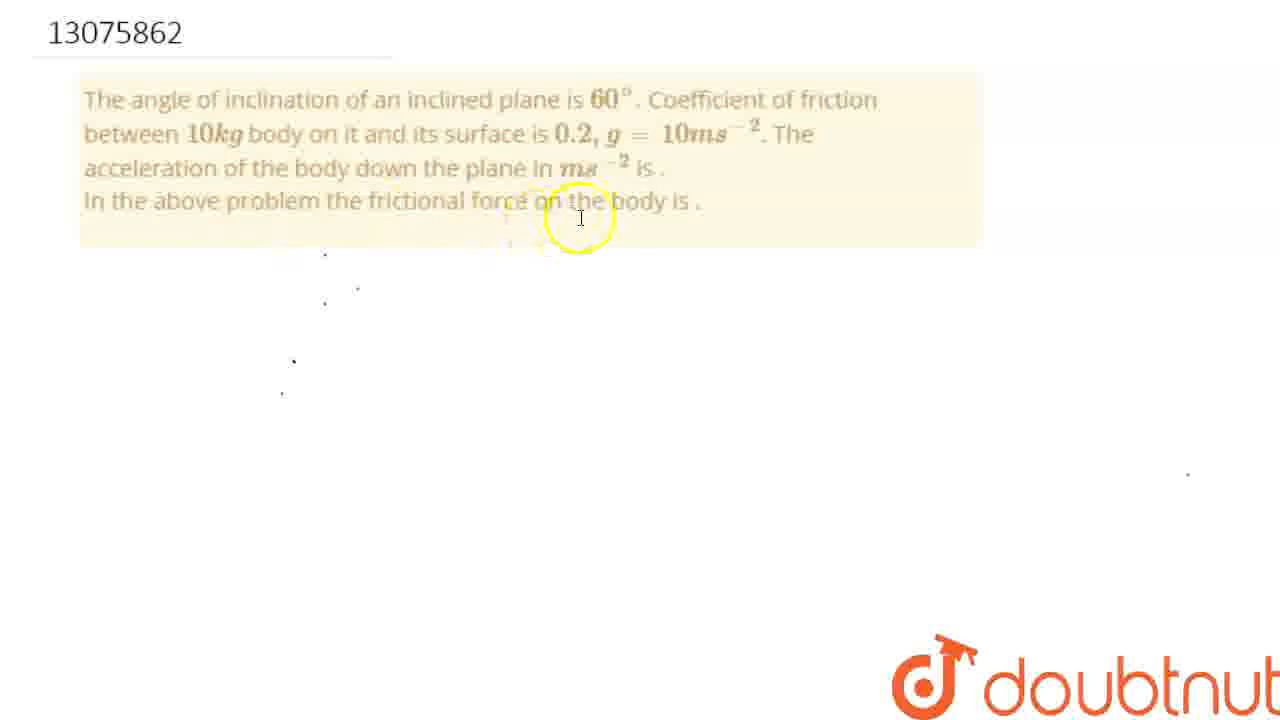 13075862
The angle of inclination of an inclined plane is 60°. Coefficient of friction
between 10kg body on it and its surface is 0.2, g = 10ms⁻². The
acceleration of the body down the plane in ms⁻² is .
In the above problem the frictional force on the body is .
doubtnut